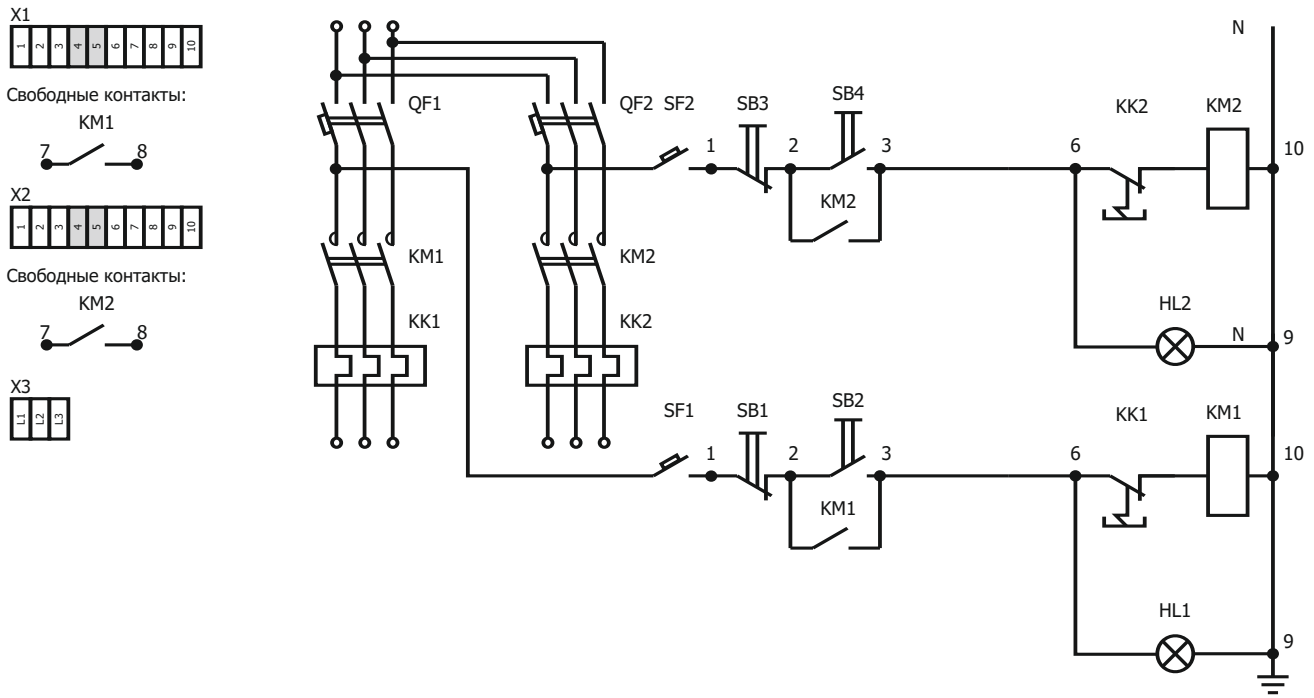 X1
1 2 3 4 5 6 7 8 9 10
Свободные контакты:
KM1
7 8
X2
1 2 3 4 5 6 7 8 9 10
Свободные контакты:
KM2
7 8
X3
L1 L2 L3
QF1
KM1
KK1
QF2
KM2
KK2
N
SF2 SB3 SB4 KK2 KM2
1 2 3 6 10
KM2
HL2
N 9
SF1 SB1 SB2 KK1 KM1
1 2 3 6 10
KM1
HL1
9